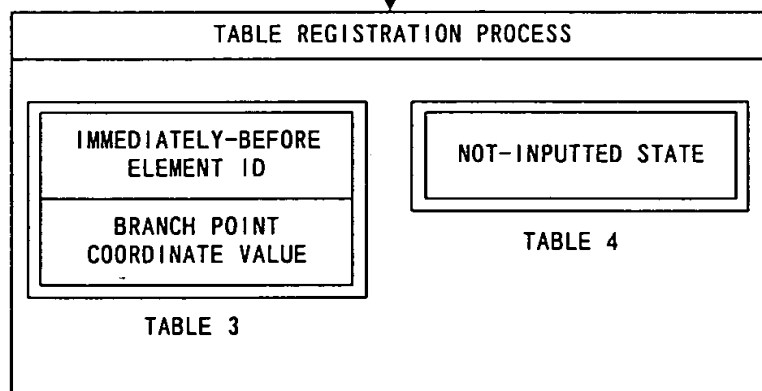 TABLE REGISTRATION PROCESS
IMMEDIATELY-BEFORE
ELEMENT ID
BRANCH POINT
COORDINATE VALUE
TABLE 3
NOT-INPUTTED STATE
TABLE 4